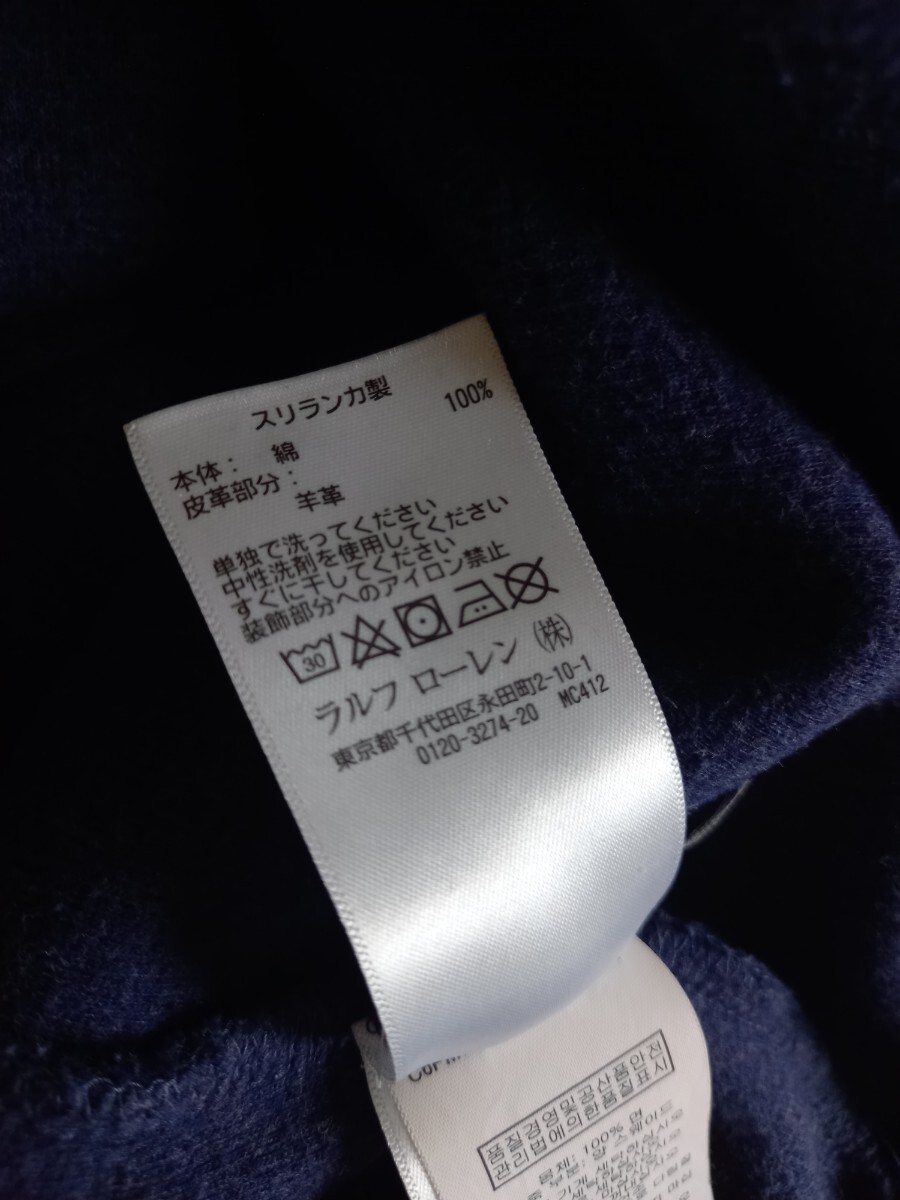 スリランカ製
本体： 綿 100%
皮革部分：
羊革
単独で洗ってください
中性洗剤を使用してください
すぐに干してください
装飾部分へのアイロン禁止
30
ラルフ ローレン (株)
東京都千代田区永田町2-10-1
0120-3274-20 MC412
품질경영및공산품안전
관리법에의한품질표시
몸체: 100% 면